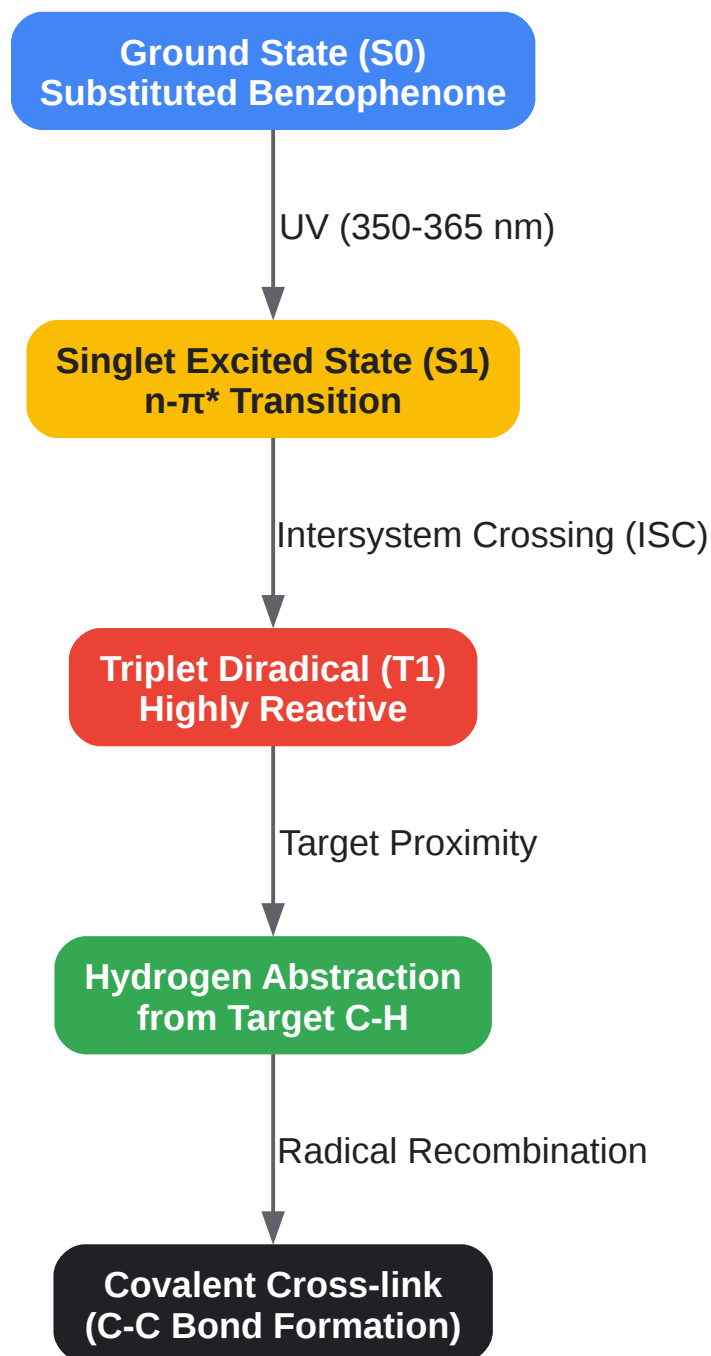 Ground State (S0)
Substituted Benzophenone
UV (350-365 nm)
Singlet Excited State (S1)
n-π* Transition
Intersystem Crossing (ISC)
Triplet Diradical (T1)
Highly Reactive
Target Proximity
Hydrogen Abstraction
from Target C-H
Radical Recombination
Covalent Cross-link
(C-C Bond Formation)